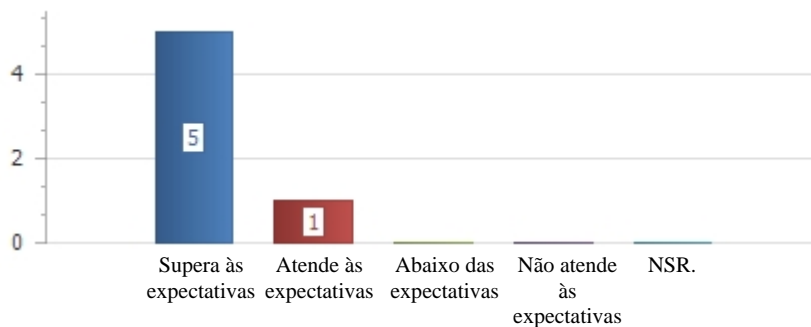 4
2
0
5
1
Supera às
expectativas
Atende às
expectativas
Abaixo das
expectativas
Não atende
às
expectativas
NSR.